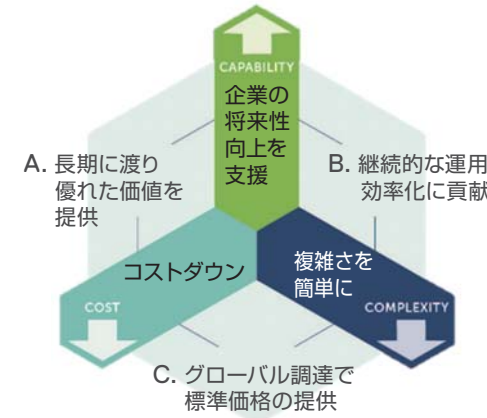 CAPABILITY
企業の
将来性
向上を
支援
A. 長期に渡り
優れた価値を
提供
B. 継続的な運用
効率化に貢献
コストダウン
複雑さを
簡単に
COST
COMPLEXITY
C. グローバル調達で
標準価格の提供